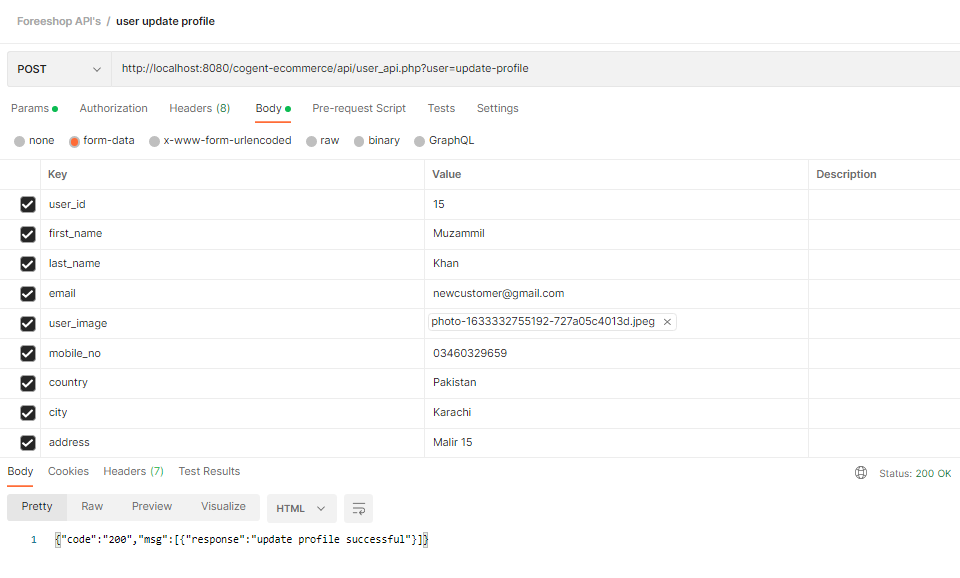 Foreeshop API's / user update profile
POST http://localhost:8080/cogent-ecommerce/api/user_api.php?user=update-profile
Params Authorization Headers (8) Body Pre-request Script Tests Settings
none form-data x-www-form-urlencoded raw binary GraphQL
Key Value Description
user_id 15
first_name Muzammil
last_name Khan
email newcustomer@gmail.com
user_image photo-1633332755192-727a05c4013d.jpeg ×
mobile_no 03460329659
country Pakistan
city Karachi
address Malir 15
Body Cookies Headers (7) Test Results Status: 200 OK
Pretty Raw Preview Visualize HTML
1 {"code":"200","msg":[{"response":"update profile successful"}]}